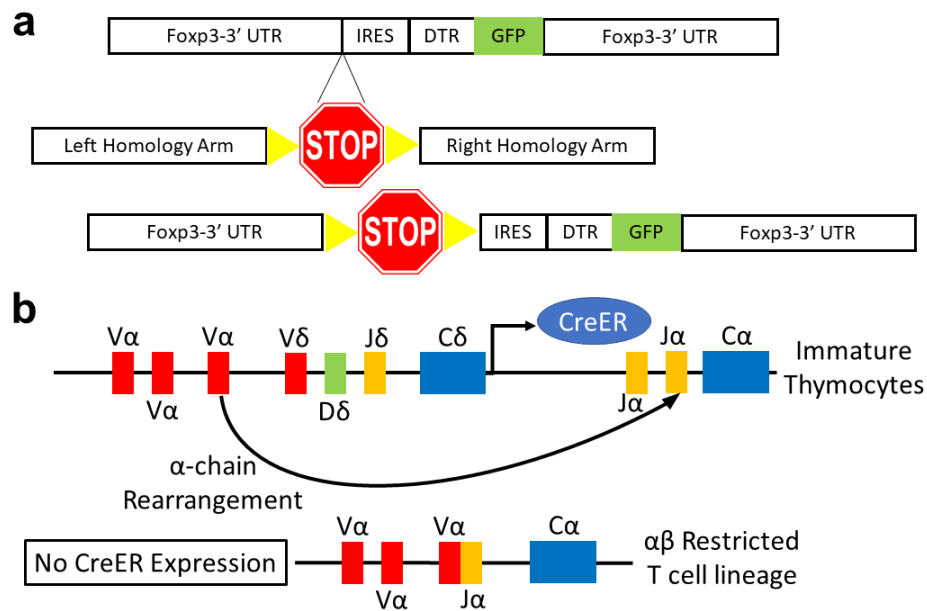 a
Foxp3-3’ UTR IRES DTR GFP Foxp3-3’ UTR
Left Homology Arm STOP Right Homology Arm
Foxp3-3’ UTR STOP IRES DTR GFP Foxp3-3’ UTR
b
CreER
Vα Vα Vδ Jδ Cδ Jα Cα
Immature
Thymocytes
Vα Dδ Jα
α-chain
Rearrangement
Vα Vα Cα
No CreER Expression
αβ Restricted
T cell lineage
Vα Jα